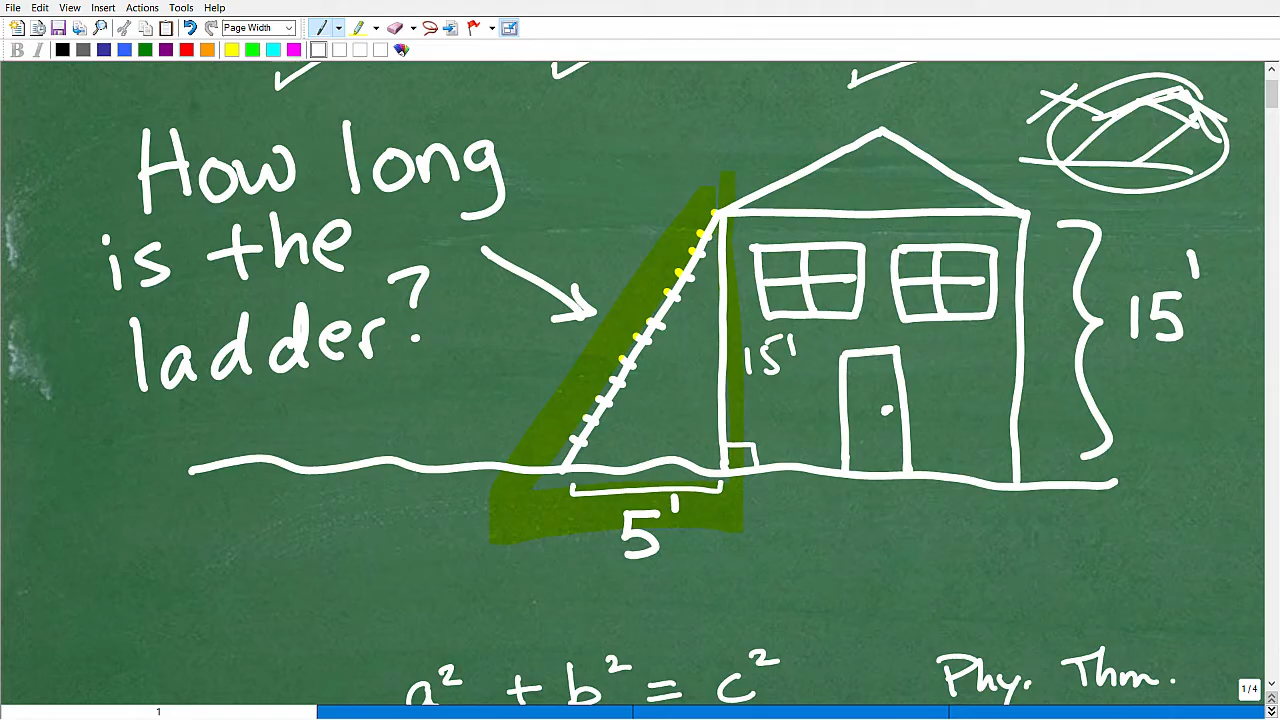 File Edit View Insert Actions Tools Help
Page Width
B I
How long
is the
ladder?
15'
15'
5'
a² + b² = c²
Phy. Thm.
1/4
1